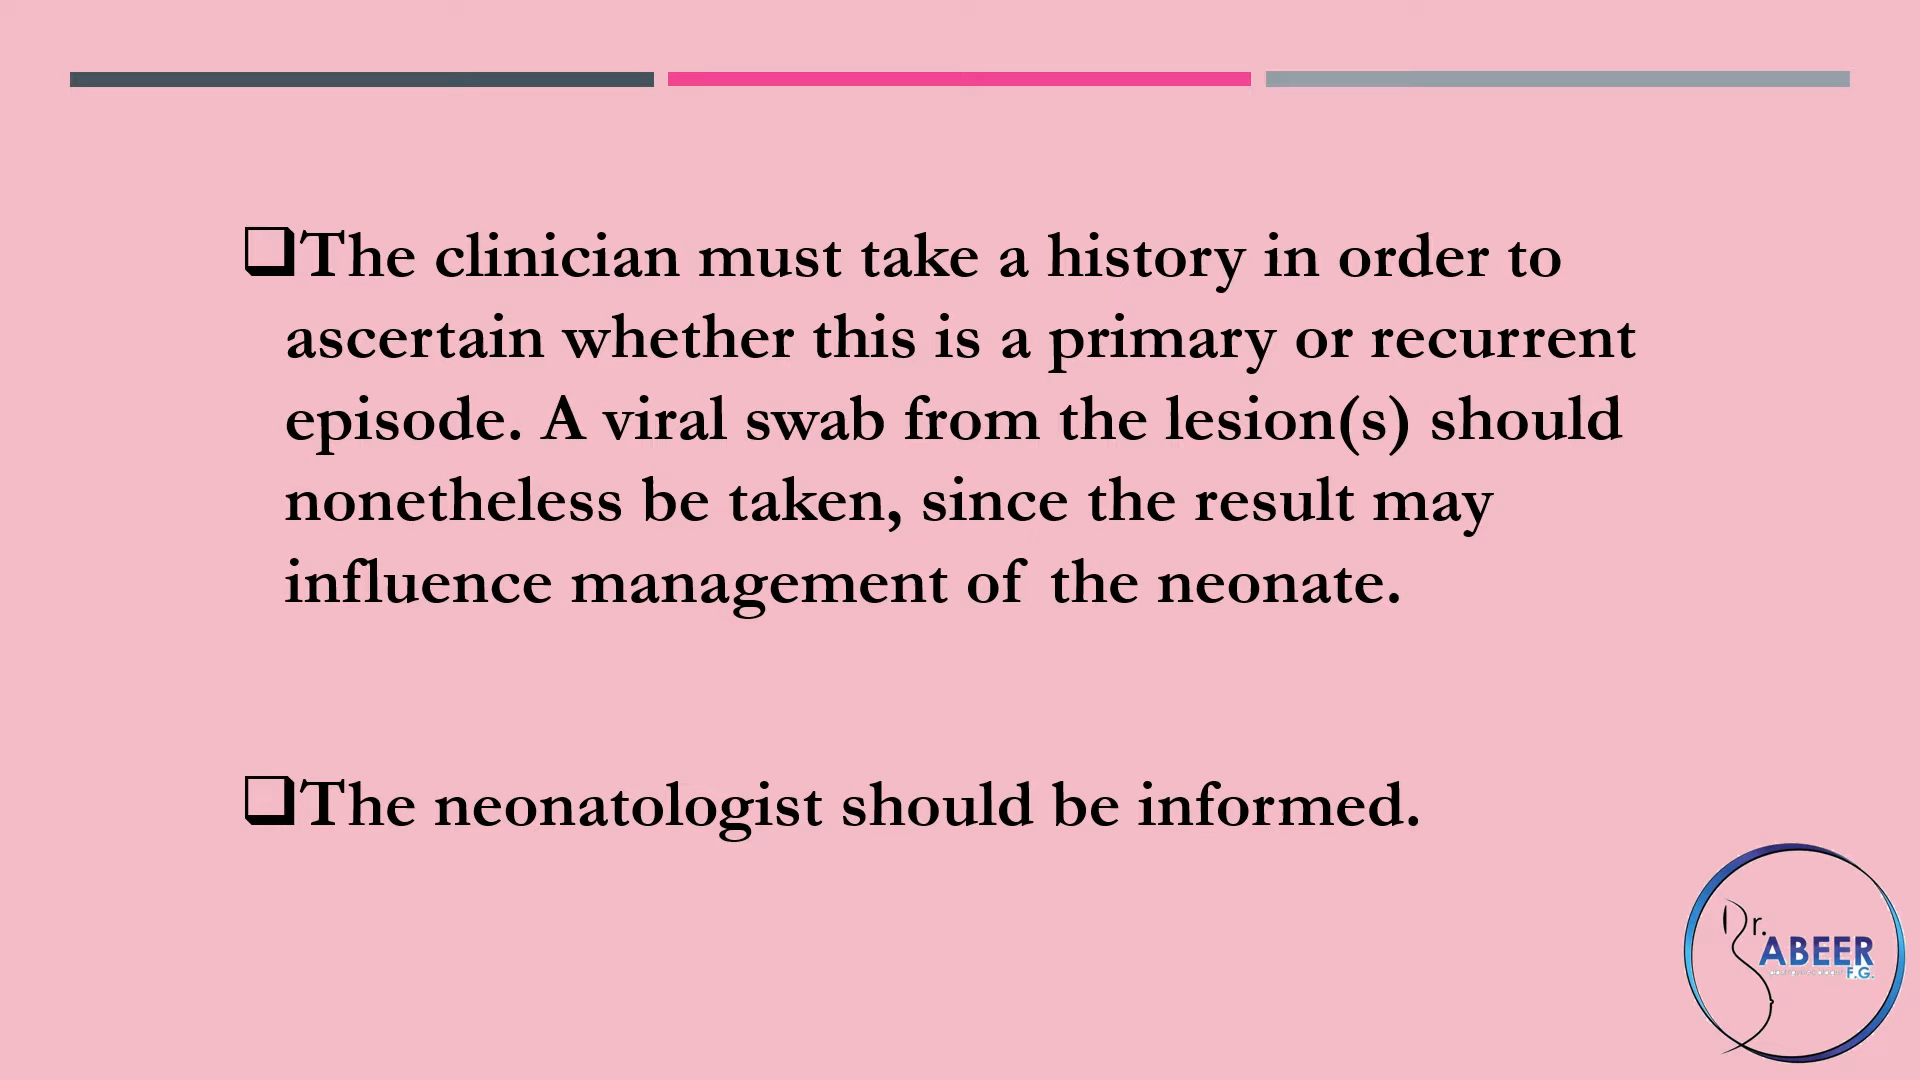 ❑The clinician must take a history in order to
ascertain whether this is a primary or recurrent
episode. A viral swab from the lesion(s) should
nonetheless be taken, since the result may
influence management of the neonate.
❑The neonatologist should be informed.
Dr.
ABEER
F.G.